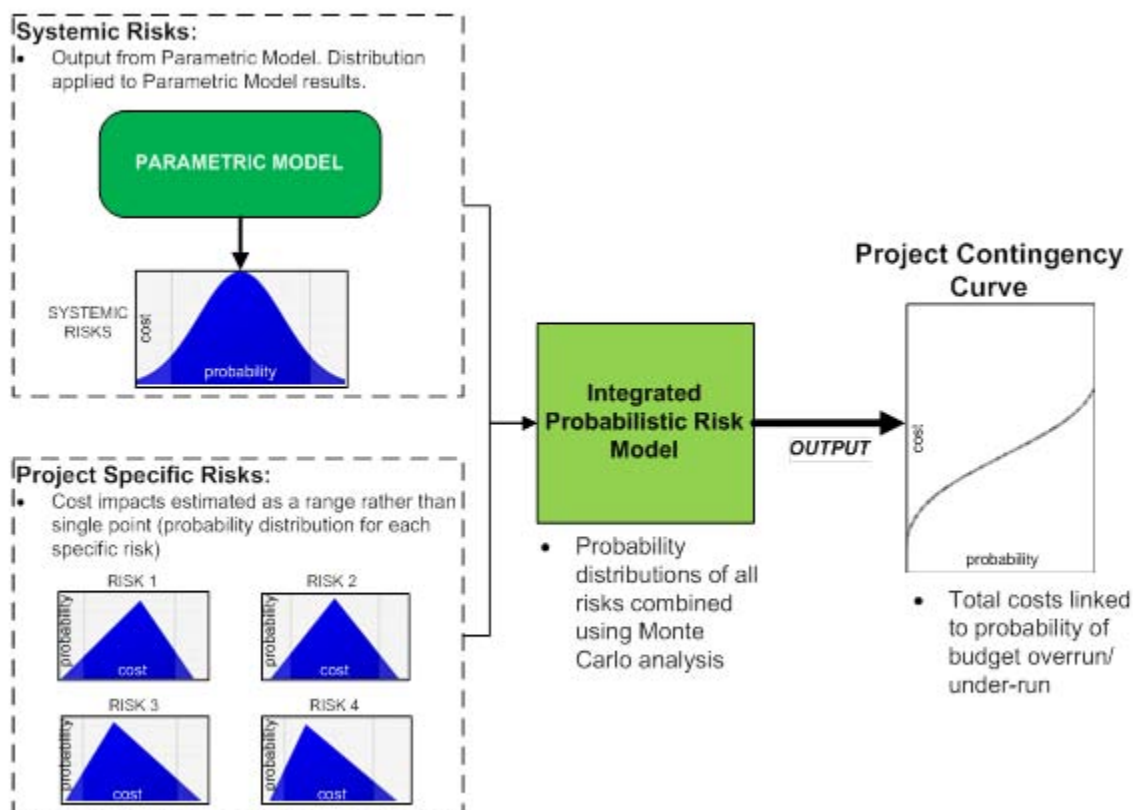 Systemic Risks:
• Output from Parametric Model. Distribution
applied to Parametric Model results.
PARAMETRIC MODEL
SYSTEMIC
RISKS
cost
probability
Project Specific Risks:
• Cost impacts estimated as a range rather than
single point (probability distribution for each
specific risk)
RISK 1
probability
cost
RISK 2
probability
cost
RISK 3
probability
cost
RISK 4
probability
cost
Integrated
Probabilistic Risk
Model
• Probability
distributions of all
risks combined
using Monte
Carlo analysis
OUTPUT
Project Contingency
Curve
cost
probability
• Total costs linked
to probability of
budget overrun/
under-run